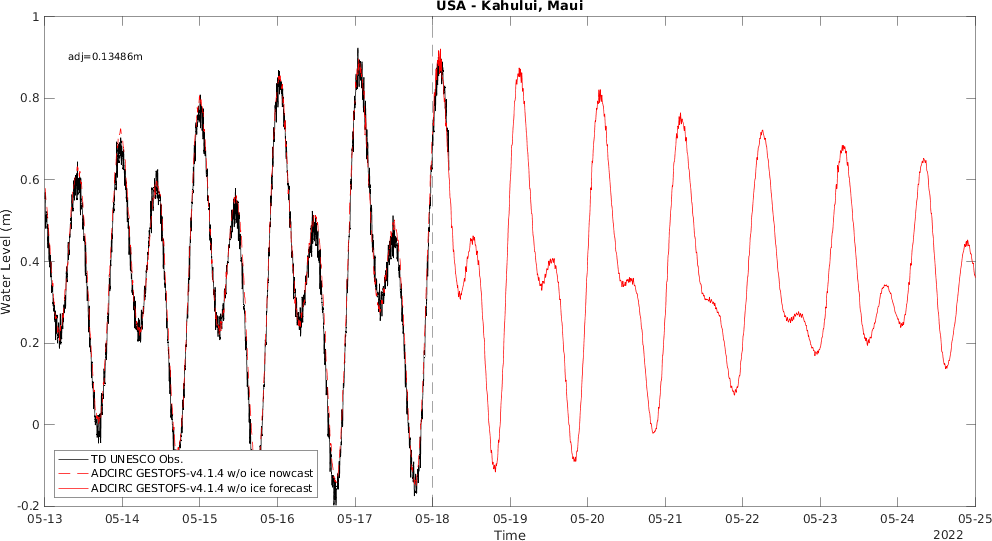 USA - Kahului, Maui
adj=0.13486m
1
0.8
0.6
0.4
0.2
0
-0.2
Water Level (m)
TD UNESCO Obs.
ADCIRC GESTOFS-v4.1.4 w/o ice nowcast
ADCIRC GESTOFS-v4.1.4 w/o ice forecast
05-13 05-14 05-15 05-16 05-17 05-18 05-19 05-20 05-21 05-22 05-23 05-24 05-25
Time
2022